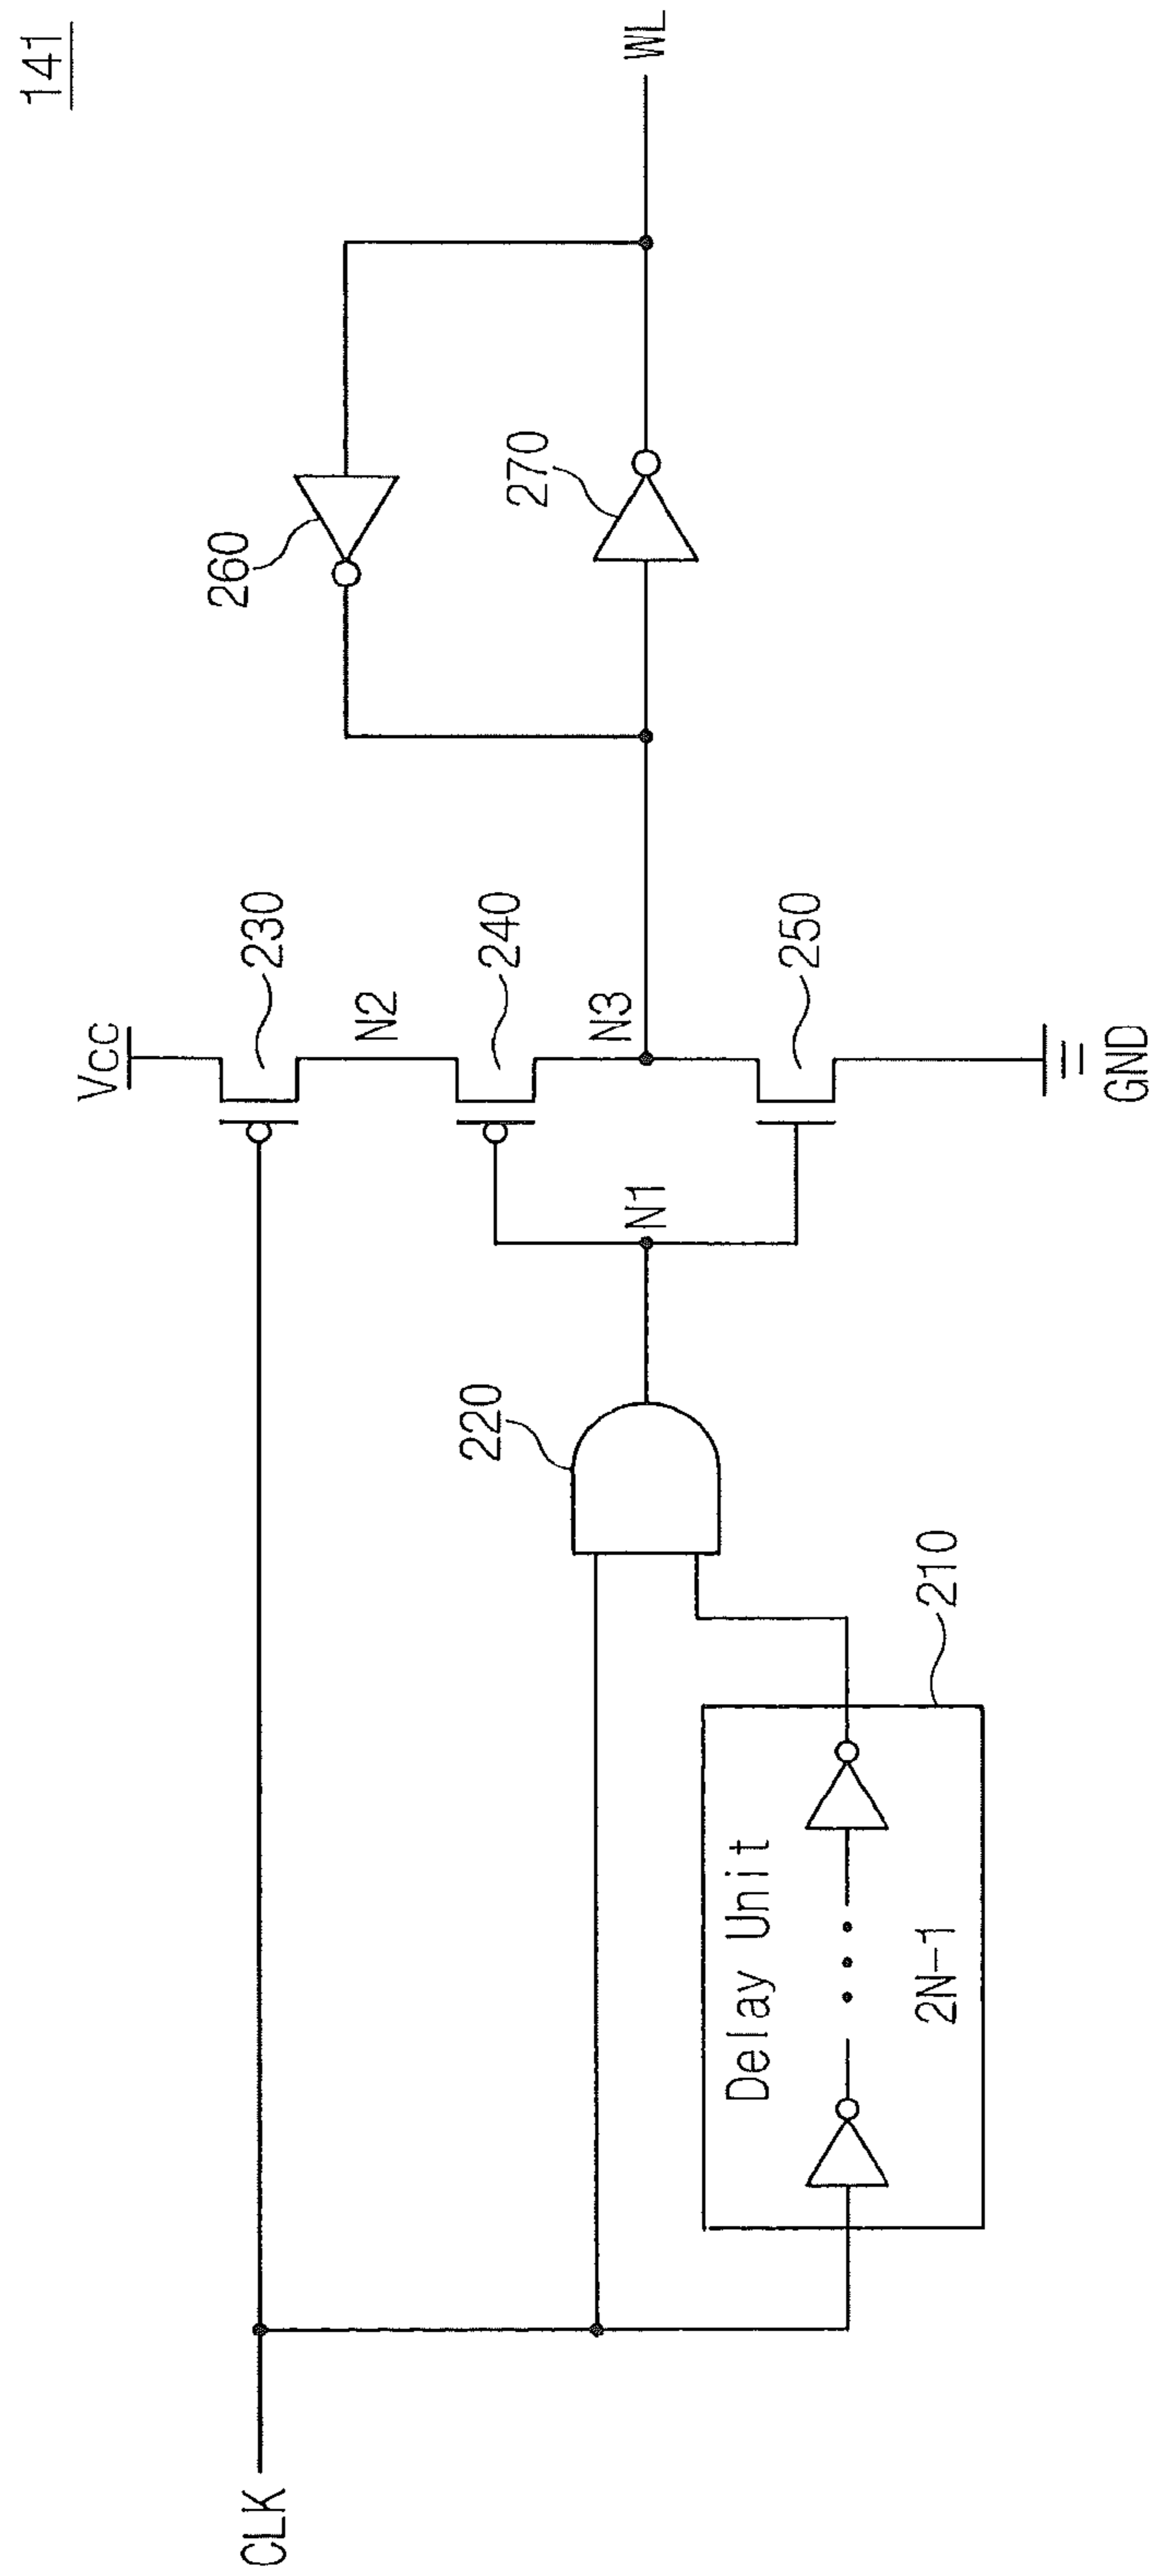 141
Vcc
230
N2
240
N3
250
GND
N1
260
270
WL
220
CLK
Delay Unit
2N-1
210